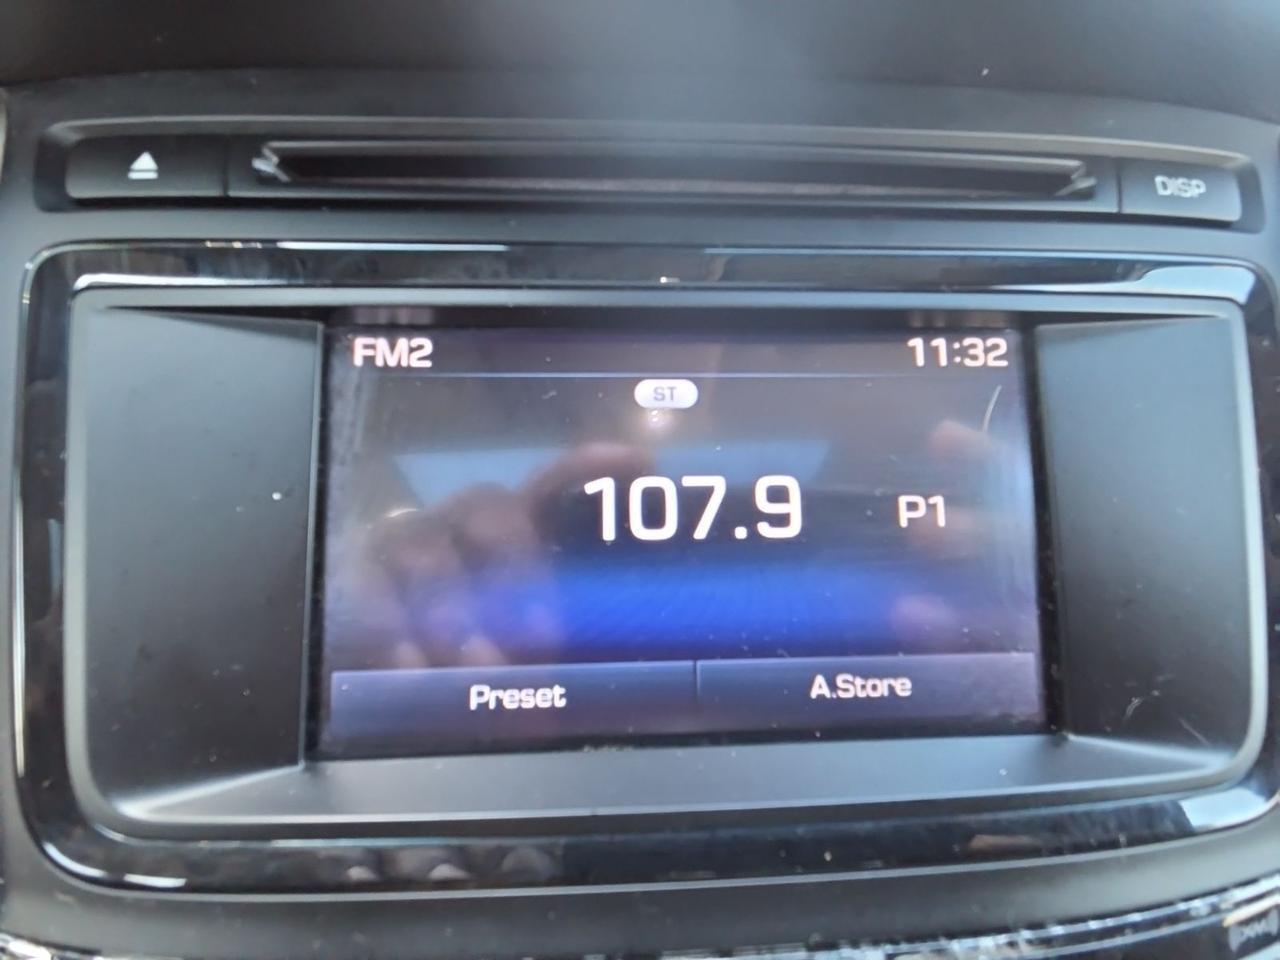 DISP
FM2 11:32
ST
107.9 P1
Preset A.Store